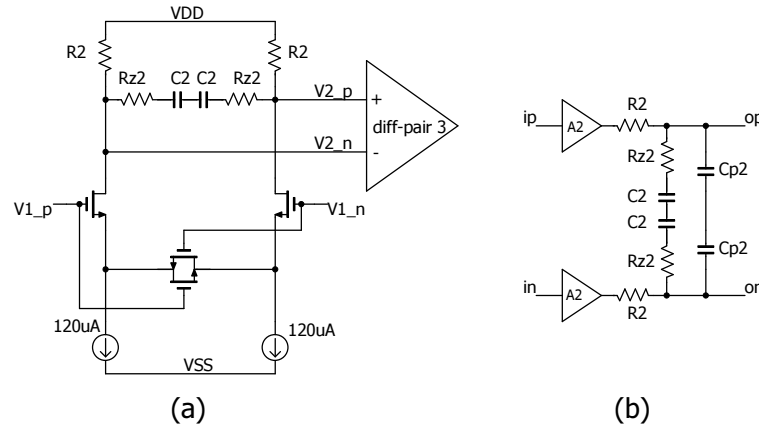 VDD
R2
R2
Rz2 C2 C2 Rz2
V2_p
+
diff-pair 3
V2_n
-
V1_p
V1_n
120uA
120uA
VSS
(a)
ip
A2
R2
op
Rz2
Cp2
C2
C2
Cp2
Rz2
in
A2
R2
on
(b)